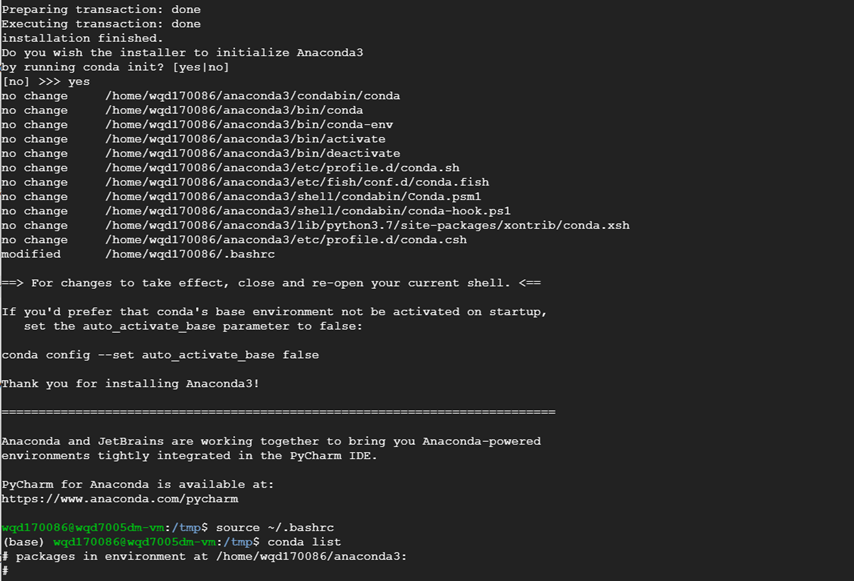 Preparing transaction: done
Executing transaction: done
installation finished.
Do you wish the installer to initialize Anaconda3
by running conda init? [yes|no]
[no] >>> yes
no change     /home/wqd170086/anaconda3/condabin/conda
no change     /home/wqd170086/anaconda3/bin/conda
no change     /home/wqd170086/anaconda3/bin/conda-env
no change     /home/wqd170086/anaconda3/bin/activate
no change     /home/wqd170086/anaconda3/bin/deactivate
no change     /home/wqd170086/anaconda3/etc/profile.d/conda.sh
no change     /home/wqd170086/anaconda3/etc/fish/conf.d/conda.fish
no change     /home/wqd170086/anaconda3/shell/condabin/Conda.psm1
no change     /home/wqd170086/anaconda3/shell/condabin/conda-hook.ps1
no change     /home/wqd170086/anaconda3/lib/python3.7/site-packages/xontrib/conda.xsh
no change     /home/wqd170086/anaconda3/etc/profile.d/conda.csh
modified      /home/wqd170086/.bashrc
==> For changes to take effect, close and re-open your current shell. <==
If you'd prefer that conda's base environment not be activated on startup,
   set the auto_activate_base parameter to false:
conda config --set auto_activate_base false
Thank you for installing Anaconda3!
===========================================================================
Anaconda and JetBrains are working together to bring you Anaconda-powered
environments tightly integrated in the PyCharm IDE.
PyCharm for Anaconda is available at:
https://www.anaconda.com/pycharm
wqd170086@wqd7005dm-vm:/tmp$ source ~/.bashrc
(base) wqd170086@wqd7005dm-vm:/tmp$ conda list
# packages in environment at /home/wqd170086/anaconda3:
#